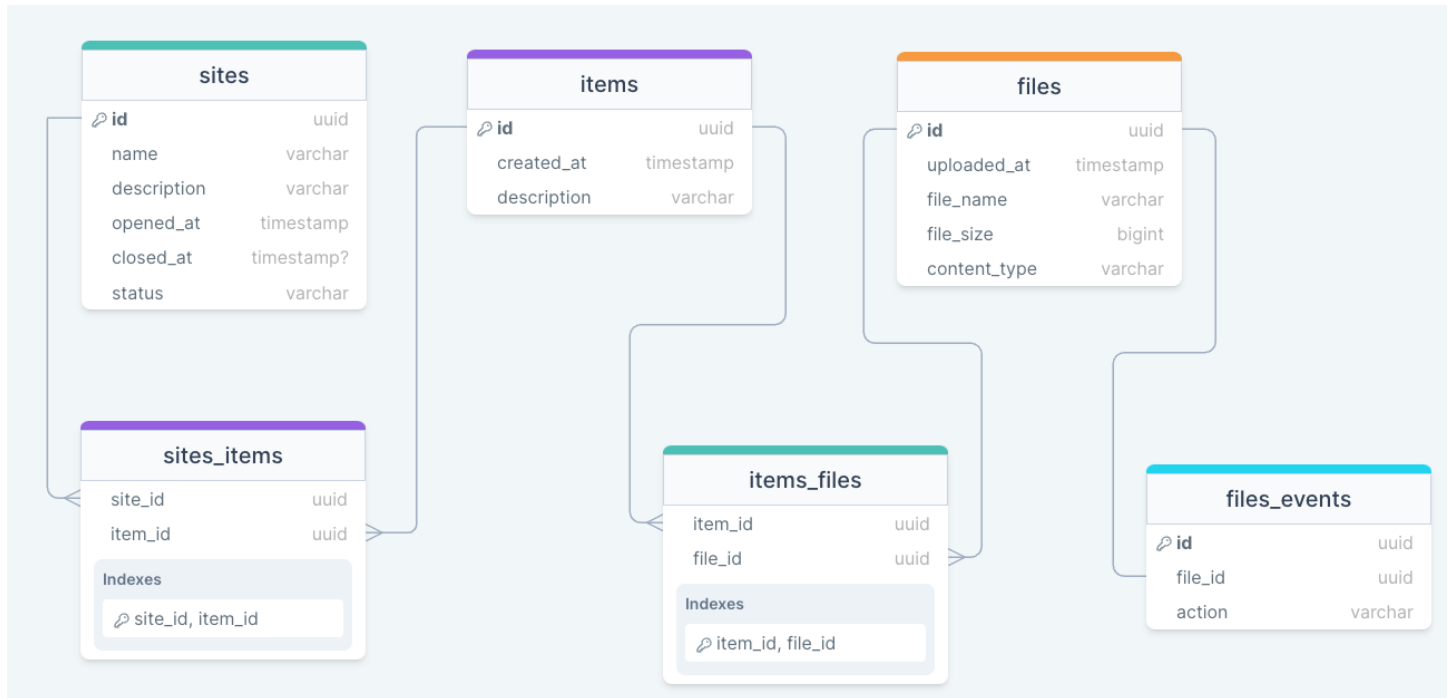 sites
id uuid
name varchar
description varchar
opened_at timestamp
closed_at timestamp?
status varchar
items
id uuid
created_at timestamp
description varchar
files
id uuid
uploaded_at timestamp
file_name varchar
file_size bigint
content_type varchar
sites_items
site_id uuid
item_id uuid
Indexes
site_id, item_id
items_files
item_id uuid
file_id uuid
Indexes
item_id, file_id
files_events
id uuid
file_id uuid
action varchar